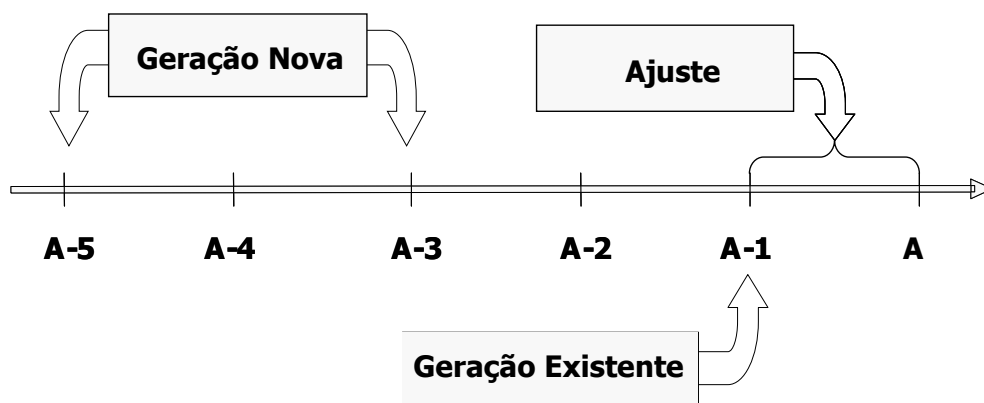 Geração Nova
Ajuste
A-5
A-4
A-3
A-2
A-1
A
Geração Existente